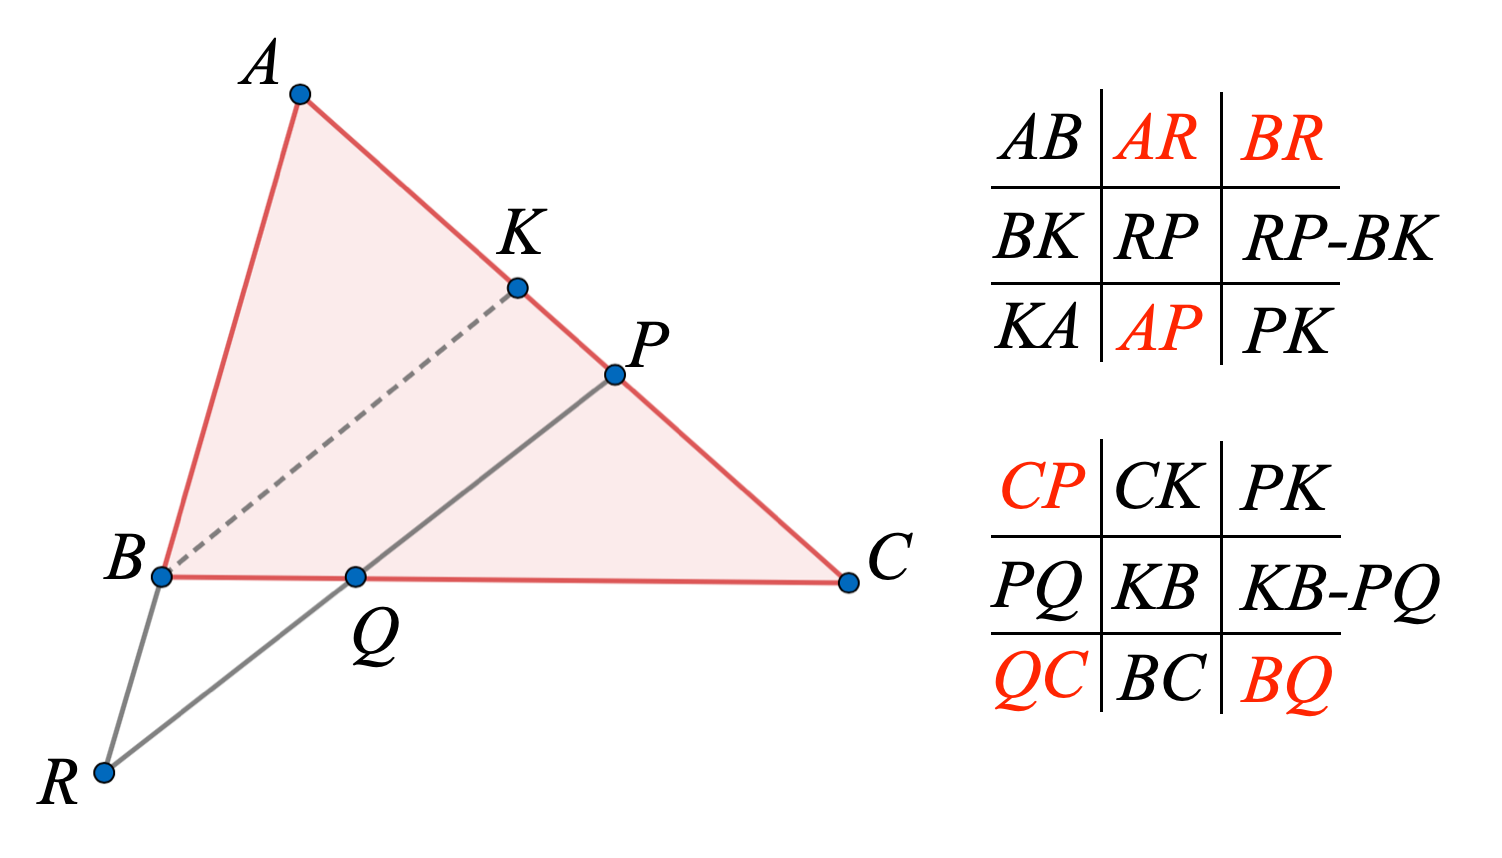 A
K
P
B
C
Q
R
AB AR BR
BK RP RP-BK
KA AP PK
CP CK PK
PQ KB KB-PQ
QC BC BQ